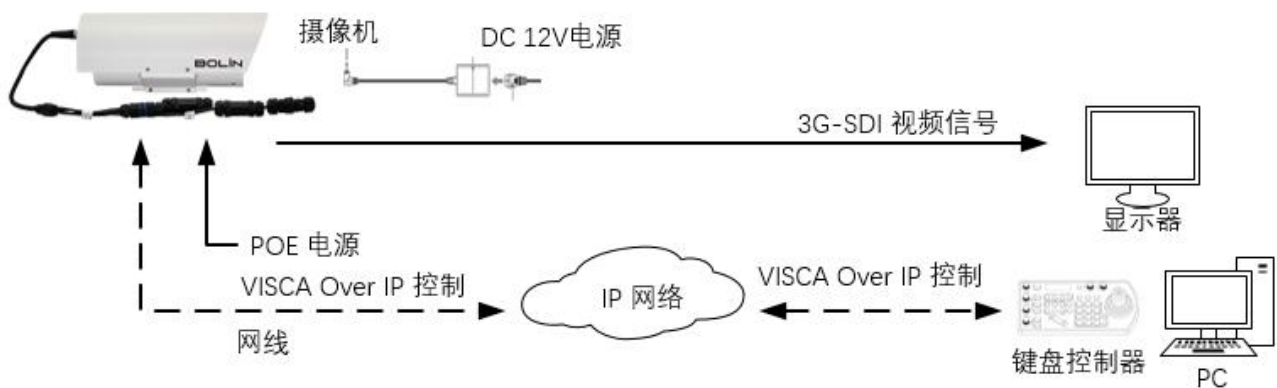 摄像机
DC 12V电源
BOLIN
3G-SDI 视频信号
显示器
POE 电源
VISCA Over IP 控制
IP 网络
VISCA Over IP 控制
网线
键盘控制器
PC